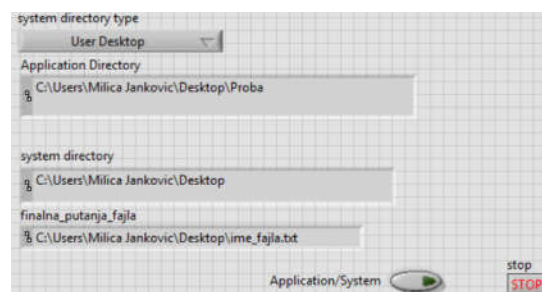 system directory type
User Desktop
Application Directory
C:\Users\Milica Jankovic\Desktop\Proba
system directory
C:\Users\Milica Jankovic\Desktop
finalna_putanja_fajla
C:\Users\Milica Jankovic\Desktop\ime_fajla.txt
Application/System
stop
STOP